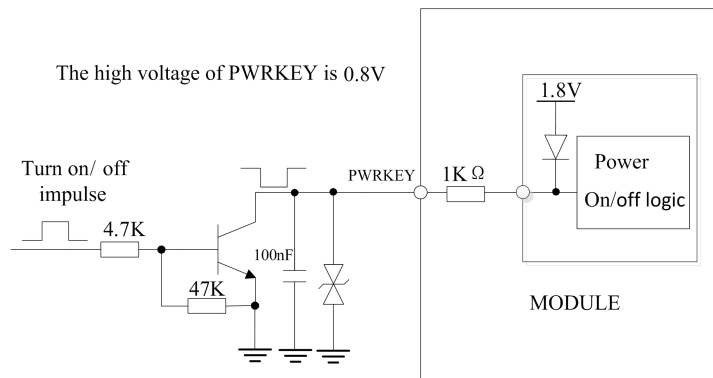 The high voltage of PWRKEY is 0.8V
1.8V
Power
On/off logic
PWRKEY
1K Ω
Turn on/ off
impulse
4.7K
100nF
47K
MODULE